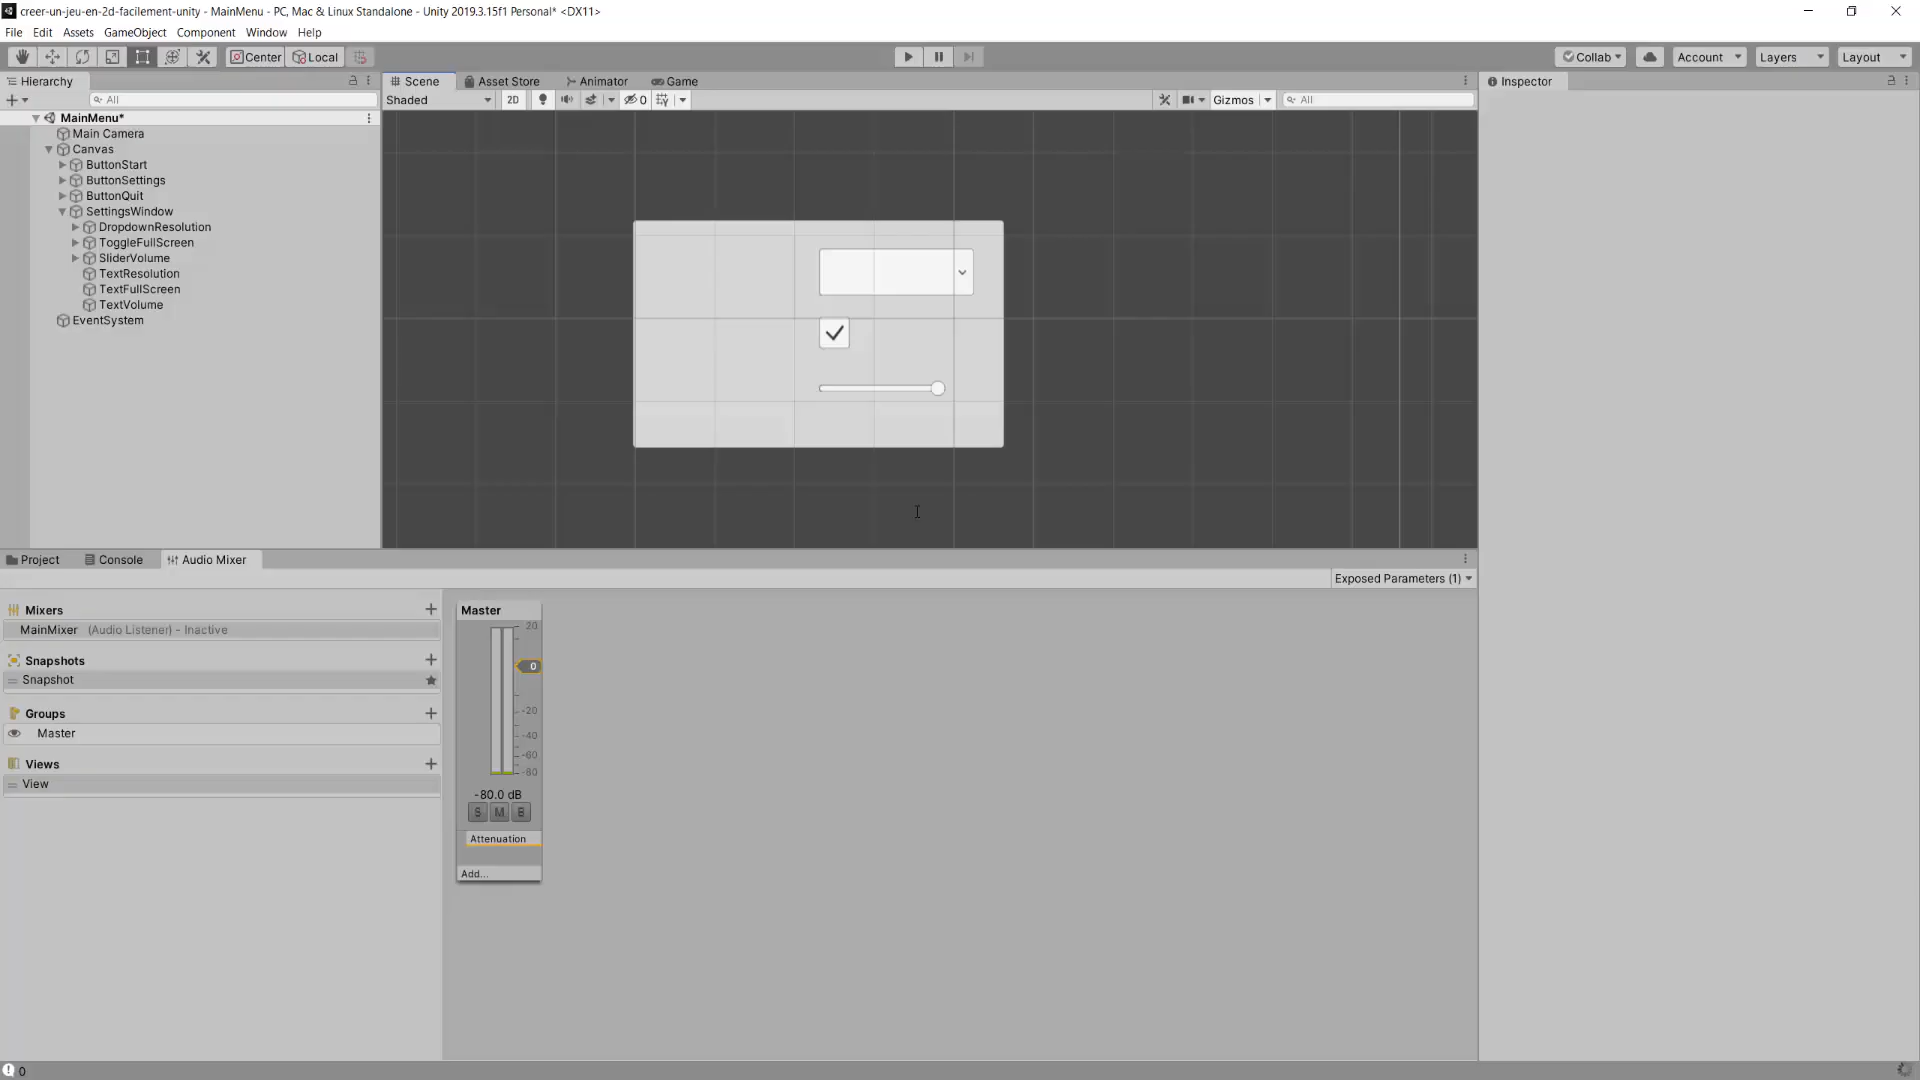 creer-un-jeu-en-2d-facilement-unity - MainMenu - PC, Mac & Linux Standalone - Unity 2019.3.15f1 Personal* <DX11>
File Edit Assets GameObject Component Window Help
Center Local Collab Account Layers Layout
Hierarchy
All
MainMenu*
Main Camera
Canvas
ButtonStart
ButtonSettings
ButtonQuit
SettingsWindow
DropdownResolution
ToggleFullScreen
SliderVolume
TextResolution
TextFullScreen
TextVolume
EventSystem
Scene Asset Store Animator Game
Shaded 2D 0 Gizmos All
Inspector
Project Console Audio Mixer
Exposed Parameters (1)
Mixers
MainMixer (Audio Listener) - Inactive
Snapshots
Snapshot
Groups
Master
Views
View
Master
20
0
-20
-40
-60
-80
-80.0 dB
S M B
Attenuation
Add...
0